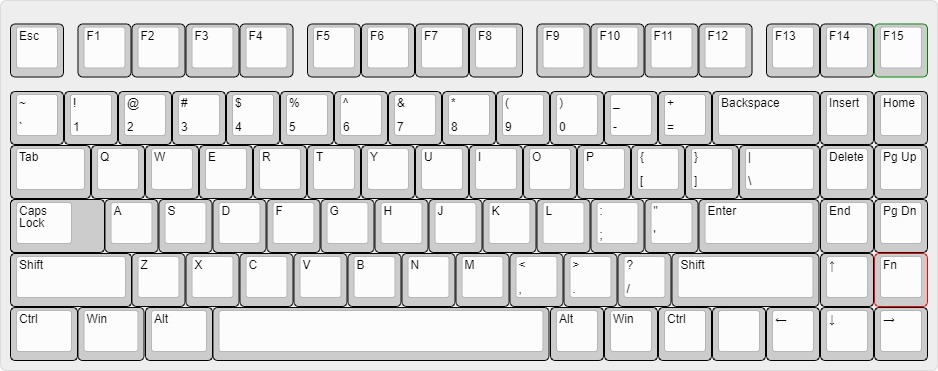 Esc F1 F2 F3 F4 F5 F6 F7 F8 F9 F10 F11 F12 F13 F14 F15
~ ! @ # $ % ^ & * ( ) _ + Backspace Insert Home
` 1 2 3 4 5 6 7 8 9 0 - =
Tab Q W E R T Y U I O P { } | Delete Pg Up
[ ] \
Caps A S D F G H J K L : " Enter End Pg Dn
Lock ; '
Shift Z X C V B N M < > ? Shift ↑ Fn
, . /
Ctrl Win Alt Alt Win Ctrl ← ↓ →